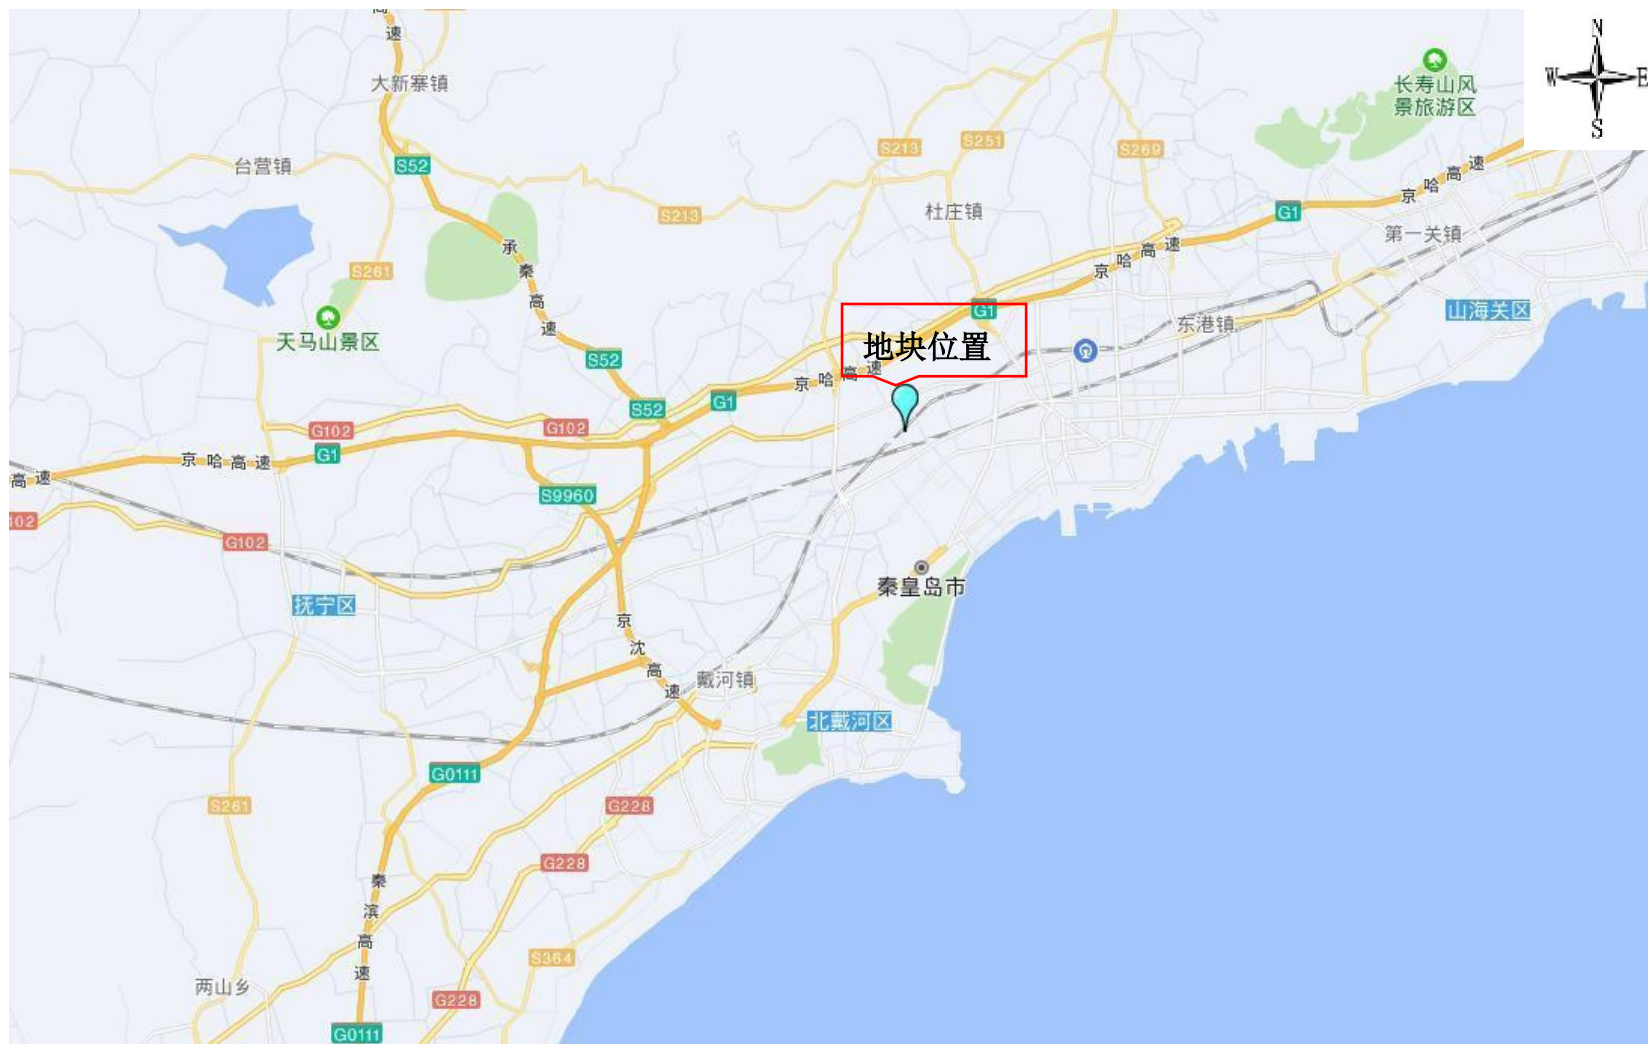 高
速
大新寨镇
长寿山风
景旅游区
N
W
E
S
S213
S251
S269
台营镇
S52
京哈高速
杜庄镇
S213
G1
第一关镇
承秦高速
S261
京哈高速
G1
山海关区
东港镇
天马山景区
地块位置
S52
京哈高速
S52
G1
G102
G102
京哈高速
G1
高速
S9960
102
G102
秦皇岛市
抚宁区
京沈高速
戴河镇
北戴河区
G0111
S261
G228
G228
秦滨高速
S364
两山乡
G228
G0111